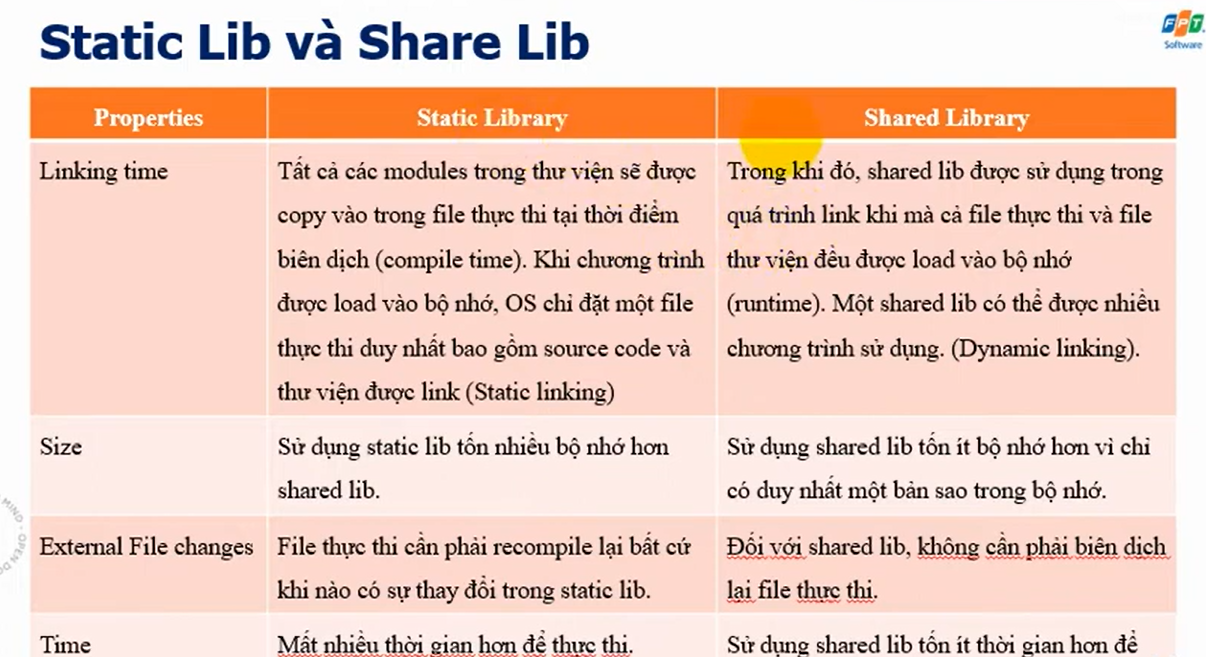 Static Lib và Share Lib
FPT
Software
Properties
Static Library
Shared Library
Linking time
Tất cả các modules trong thư viện sẽ được
copy vào trong file thực thi tại thời điểm
biên dịch (compile time). Khi chương trình
được load vào bộ nhớ, OS chỉ đặt một file
thực thi duy nhất bao gồm source code và
thư viện được link (Static linking)
Trong khi đó, shared lib được sử dụng trong
quá trình link khi mà cả file thực thi và file
thư viện đều được load vào bộ nhớ
(runtime). Một shared lib có thể được nhiều
chương trình sử dụng. (Dynamic linking).
Size
Sử dụng static lib tốn nhiều bộ nhớ hơn
shared lib.
Sử dụng shared lib tốn ít bộ nhớ hơn vì chỉ
có duy nhất một bản sao trong bộ nhớ.
External File changes
File thực thi cần phải recompile lại bất cứ
khi nào có sự thay đổi trong static lib.
Đối với shared lib, không cần phải biên dịch
lại file thực thi.
Time
Mất nhiều thời gian hơn để thực thi.
Sử dụng shared lib tốn ít thời gian hơn để